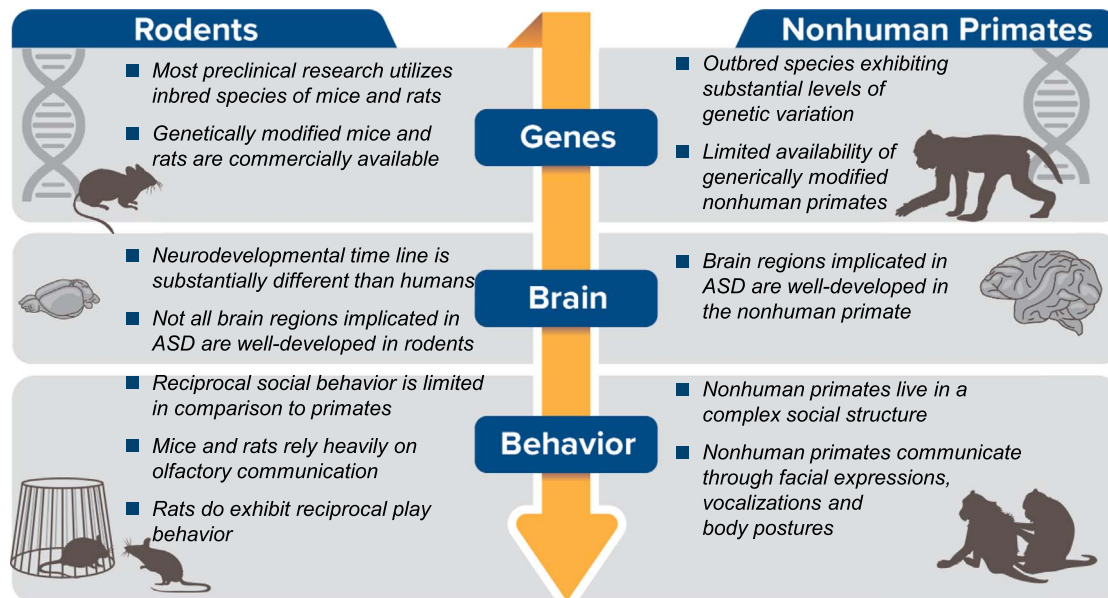 Rodents
Nonhuman Primates
Genes
■ Most preclinical research utilizes
inbred species of mice and rats
■ Genetically modified mice and
rats are commercially available
■ Outbred species exhibiting
substantial levels of
genetic variation
■ Limited availability of
generically modified
nonhuman primates
Brain
■ Neurodevelopmental time line is
substantially different than humans
■ Not all brain regions implicated in
ASD are well-developed in rodents
■ Brain regions implicated in
ASD are well-developed in
the nonhuman primate
Behavior
■ Reciprocal social behavior is limited
in comparison to primates
■ Mice and rats rely heavily on
olfactory communication
■ Rats do exhibit reciprocal play
behavior
■ Nonhuman primates live in a
complex social structure
■ Nonhuman primates communicate
through facial expressions,
vocalizations and
body postures